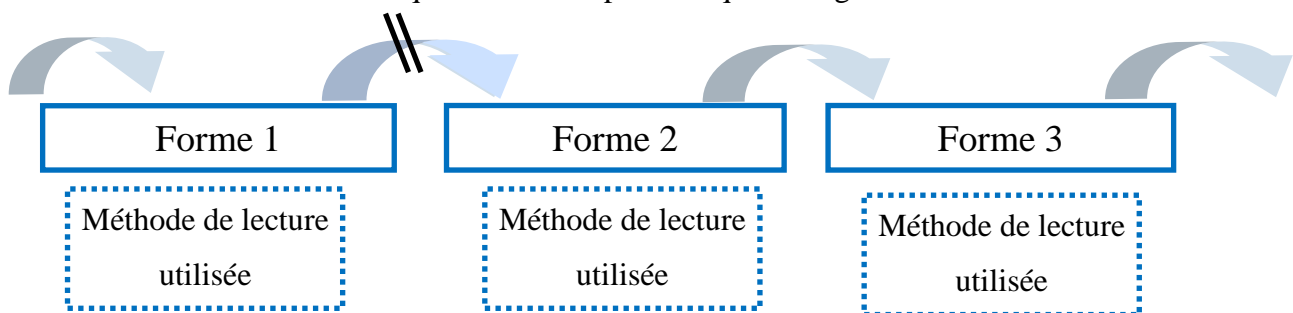 Forme 1
Forme 2
Forme 3
Méthode de lecture
utilisée
Méthode de lecture
utilisée
Méthode de lecture
utilisée